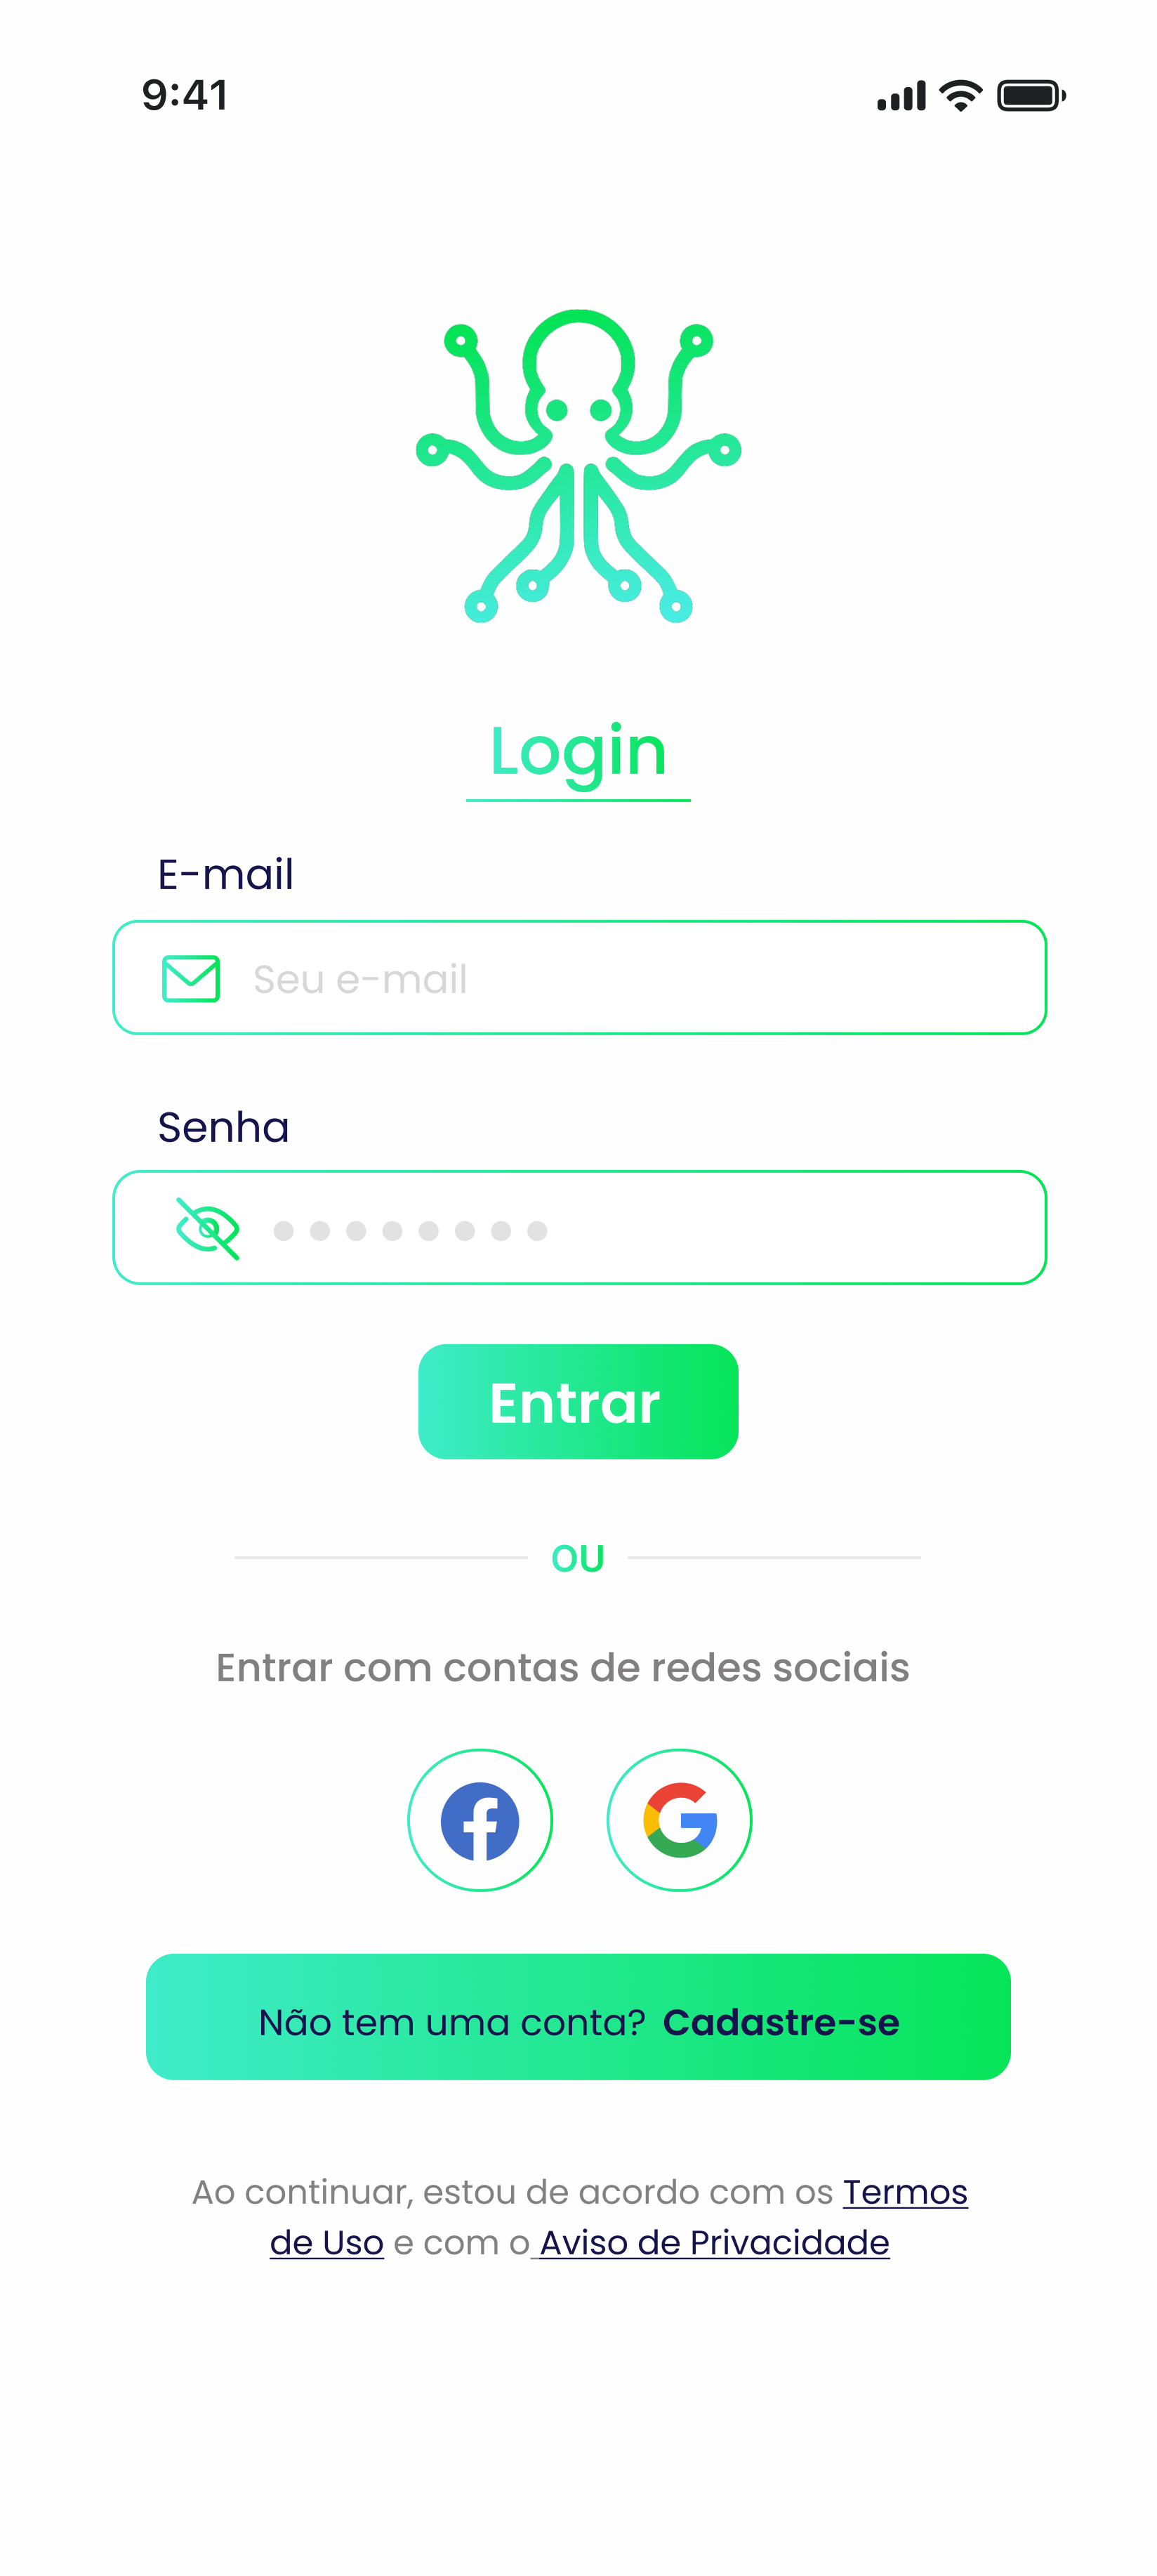 9:41
Login
E-mail
Seu e-mail
Senha
Entrar
OU
Entrar com contas de redes sociais
Não tem uma conta? Cadastre-se
Ao continuar, estou de acordo com os Termos
de Uso e com o Aviso de Privacidade